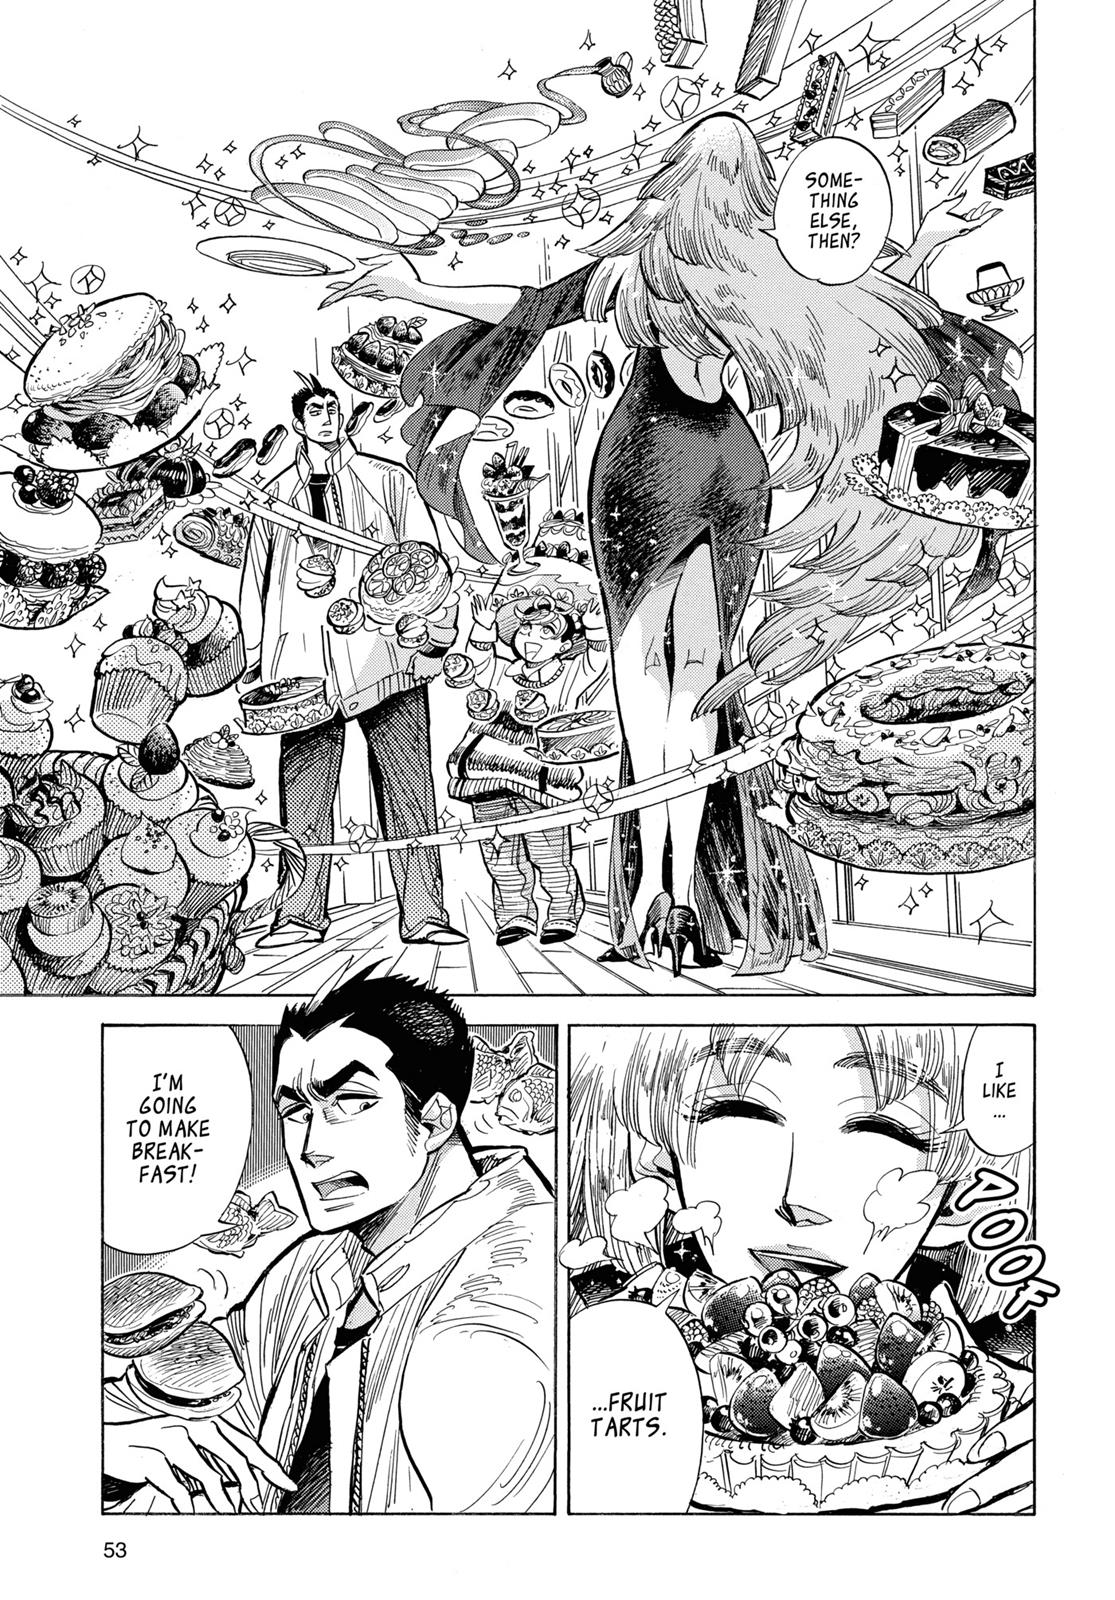 SOME-
THING
ELSE,
THEN?
I
LIKE
...
POOF
...FRUIT
TARTS.
I'M
GOING
TO MAKE
BREAK-
FAST!
53